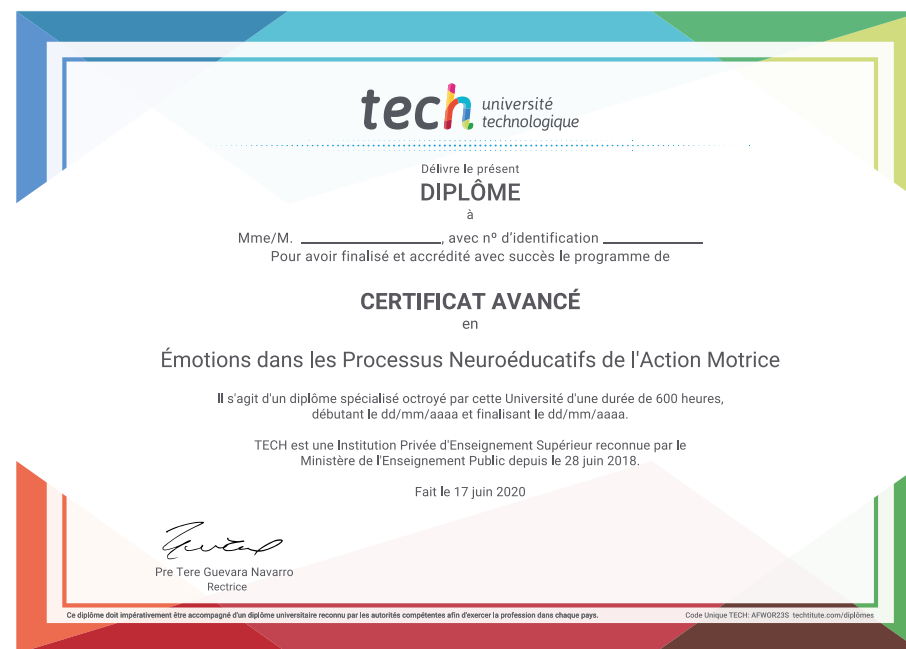 tech université
technologique
Délivre le présent
DIPLÔME
à
Mme/M. ____________________, avec nº d'identification ______________
Pour avoir finalisé et accrédité avec succès le programme de
CERTIFICAT AVANCÉ
en
Émotions dans les Processus Neuroéducatifs de l'Action Motrice
Il s'agit d'un diplôme spécialisé octroyé par cette Université d'une durée de 600 heures,
débutant le dd/mm/aaaa et finalisant le dd/mm/aaaa.
TECH est une Institution Privée d'Enseignement Supérieur reconnue par le
Ministère de l'Enseignement Public depuis le 28 juin 2018.
Fait le 17 juin 2020
Pre Tere Guevara Navarro
Rectrice
Ce diplôme doit impérativement être accompagné d'un diplôme universitaire reconnu par les autorités compétentes afin d'exercer la profession dans chaque pays.
Code Unique TECH: AFWOR23S techtitute.com/diplômes